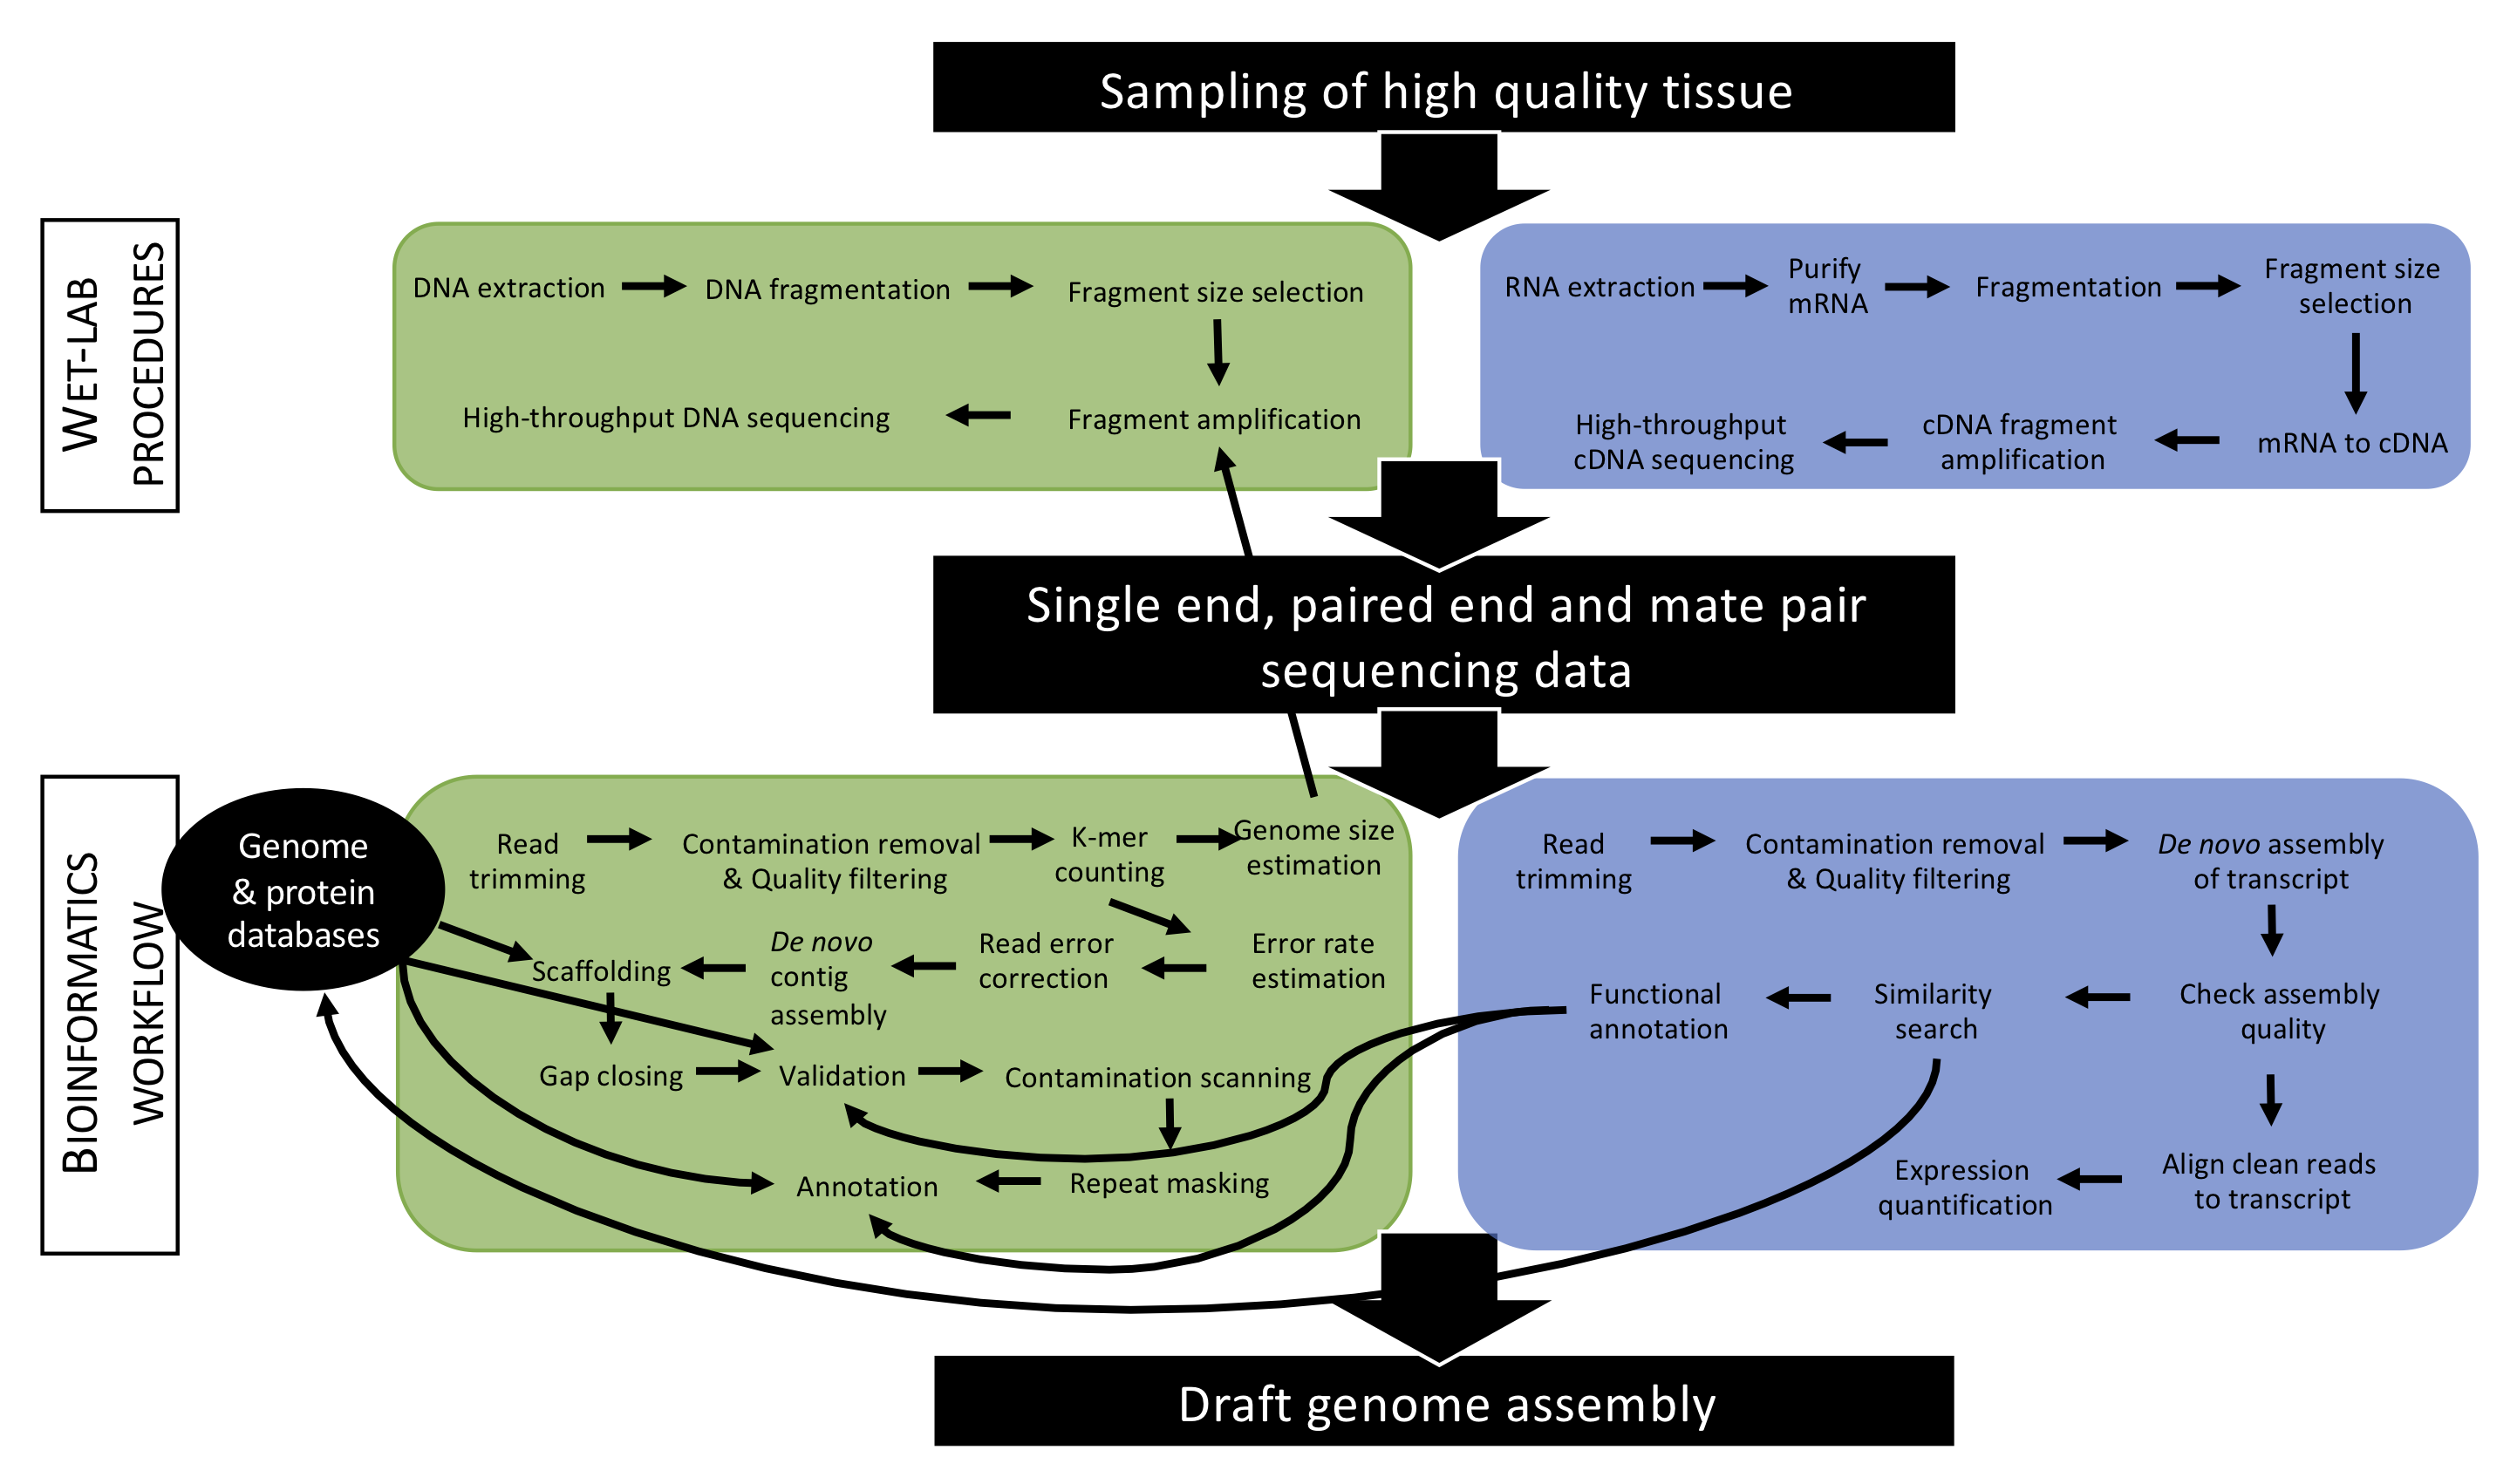 Sampling of high quality tissue
WET-LAB
PROCEDURES
DNA extraction
DNA fragmentation
Fragment size selection
Fragment amplification
High-throughput DNA sequencing
RNA extraction
Purify
mRNA
Fragmentation
Fragment size
selection
mRNA to cDNA
cDNA fragment
amplification
High-throughput
cDNA sequencing
Single end, paired end and mate pair
sequencing data
BIOINFORMATICS
WORKFLOW
Genome
& protein
databases
Read
trimming
Contamination removal
& Quality filtering
K-mer
counting
Genome size
estimation
Error rate
estimation
Read error
correction
De novo
contig
assembly
Scaffolding
Gap closing
Validation
Contamination scanning
Repeat masking
Annotation
Read
trimming
Contamination removal
& Quality filtering
De novo assembly
of transcript
Check assembly
quality
Similarity
search
Functional
annotation
Align clean reads
to transcript
Expression
quantification
Draft genome assembly